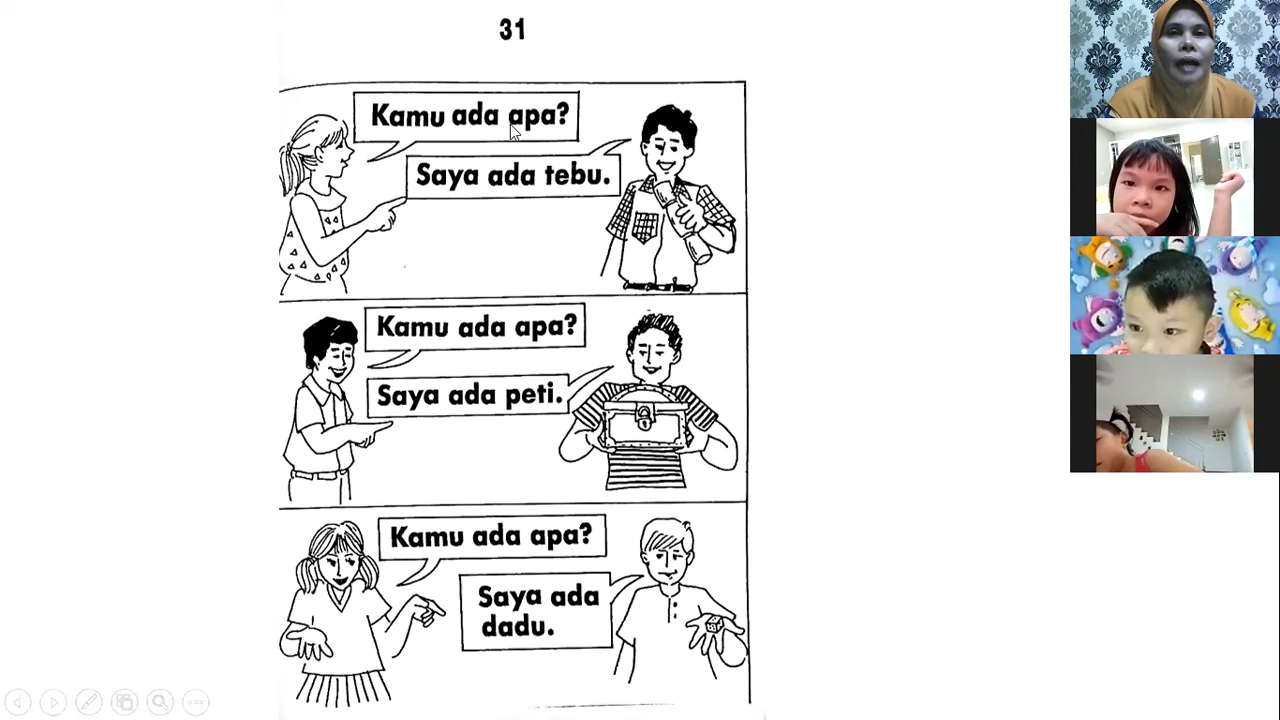 31
Kamu ada apa?
Saya ada tebu.
Kamu ada apa?
Saya ada peti.
Kamu ada apa?
Saya ada
dadu.